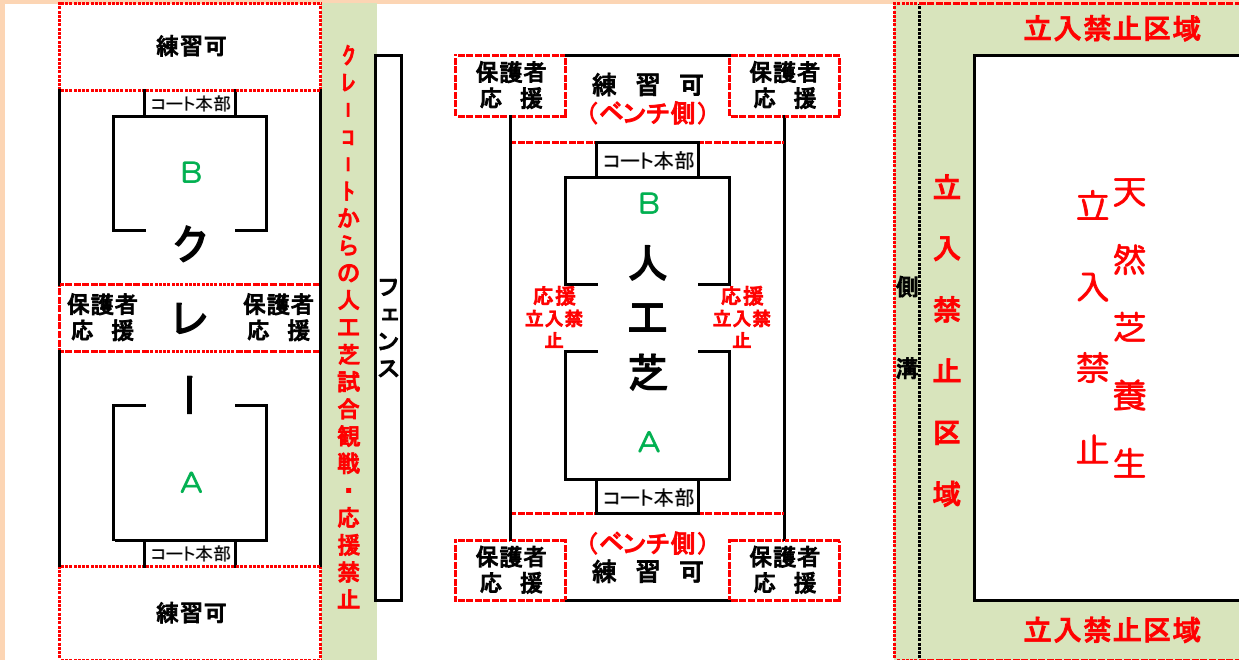 練習可
コート本部
B
クレー
保護者
応 援
保護者
応 援
A
コート本部
練習可
クレーコートからの人工芝試合観戦・応援禁止
フェンス
保護者
応 援
練 習 可
（ベンチ側）
保護者
応 援
コート本部
B
人工芝
応援
立入禁
止
応援
立入禁
止
A
コート本部
保護者
応 援
（ベンチ側）
練 習 可
保護者
応 援
側溝
立入禁止区域
立入禁止区域
天然芝養生
立入禁止
立入禁止区域